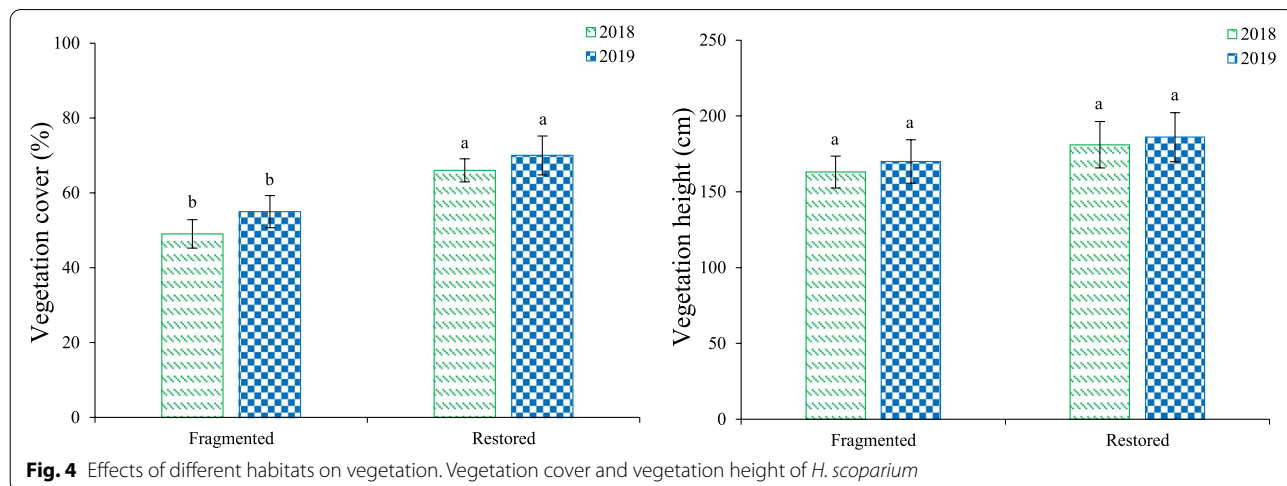 100
80
60
40
20
0
Vegetation cover (%)
2018
2019
b
b
a
a
Fragmented
Restored
250
200
150
100
50
0
Vegetation height (cm)
2018
2019
a
a
a
a
Fragmented
Restored
Fig. 4 Effects of different habitats on vegetation. Vegetation cover and vegetation height of H. scoparium